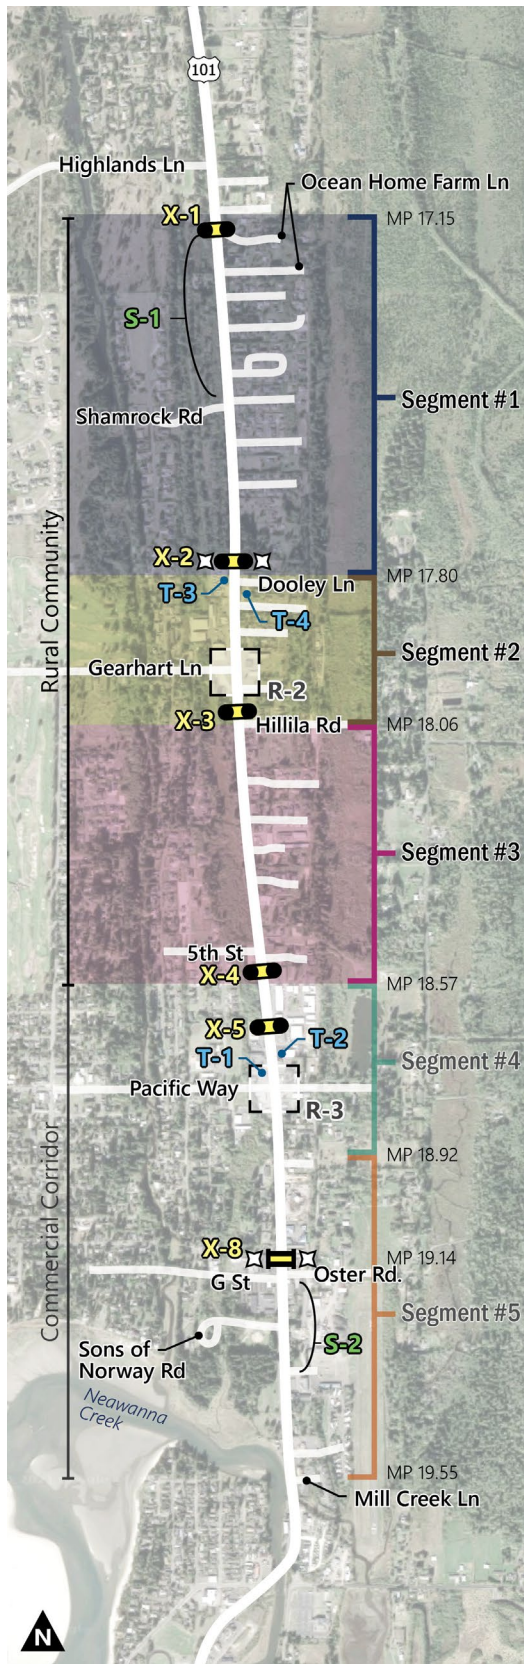 101
Highlands Ln
Ocean Home Farm Ln
X-1
MP 17.15
S-1
Segment #1
Shamrock Rd
Rural Community
X-2
MP 17.80
T-3
Dooley Ln
T-4
Segment #2
Gearhart Ln
R-2
X-3
Hillila Rd
MP 18.06
Segment #3
5th St
X-4
MP 18.57
X-5
T-2
T-1
Segment #4
Pacific Way
R-3
Commercial Corridor
MP 18.92
X-8
MP 19.14
Oster Rd.
G St
Segment #5
S-2
Sons of
Norway Rd
Neawanna
Creek
MP 19.55
Mill Creek Ln
N